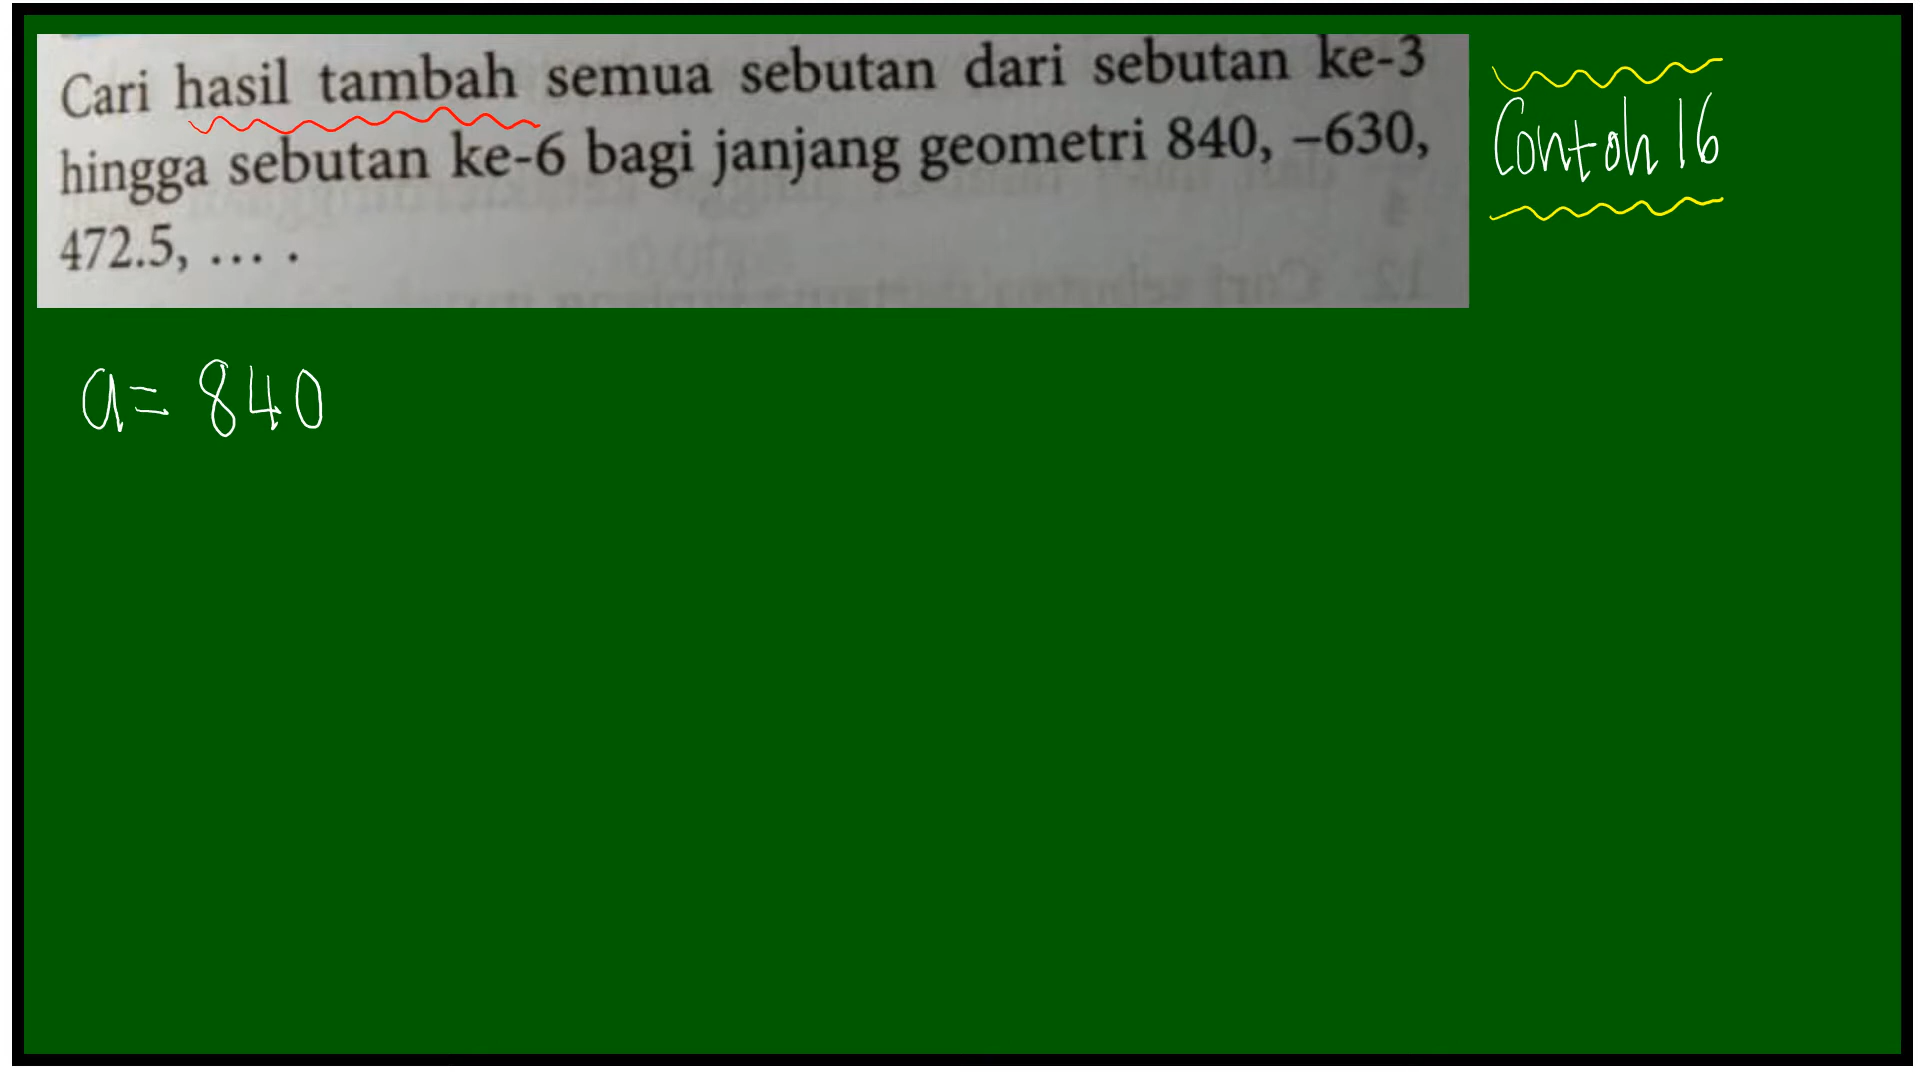 Cari hasil tambah semua sebutan dari sebutan ke-3
hingga sebutan ke-6 bagi janjang geometri 840, –630,
472.5, ... .
Contoh 16
a = 840